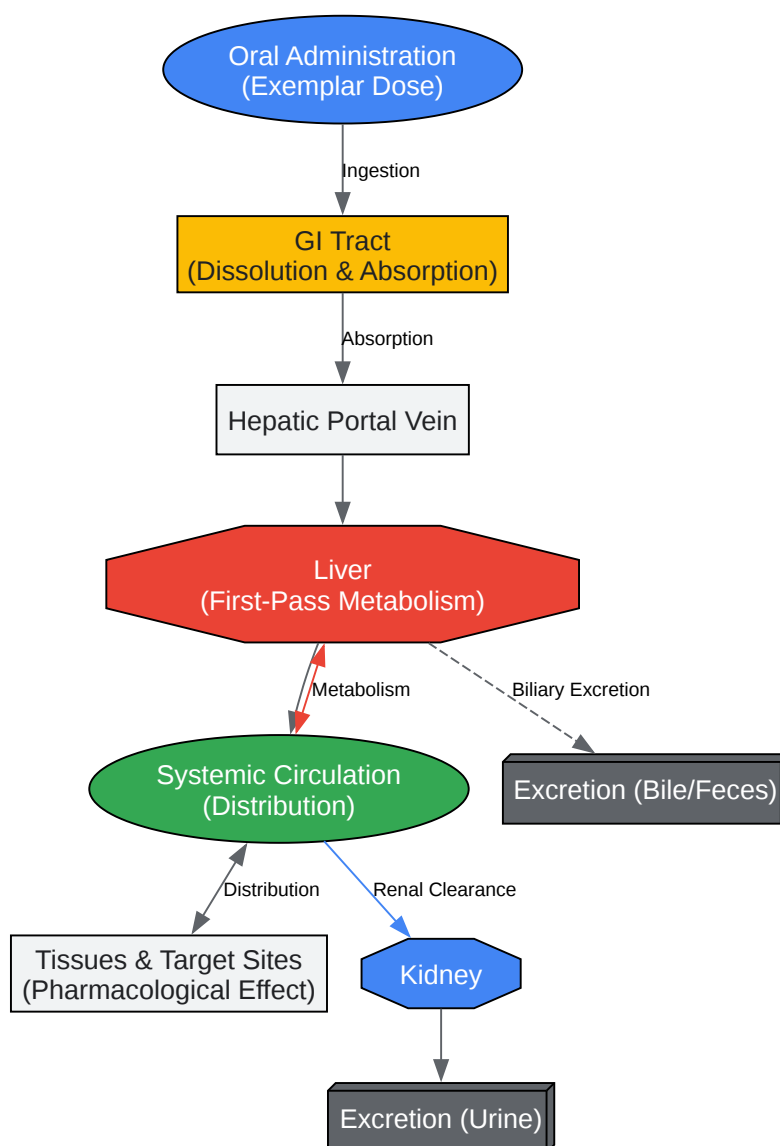 Oral Administration
(Exemplar Dose)
Ingestion
GI Tract
(Dissolution & Absorption)
Absorption
Hepatic Portal Vein
Liver
(First-Pass Metabolism)
Metabolism
Biliary Excretion
Systemic Circulation
(Distribution)
Excretion (Bile/Feces)
Distribution
Renal Clearance
Tissues & Target Sites
(Pharmacological Effect)
Kidney
Excretion (Urine)